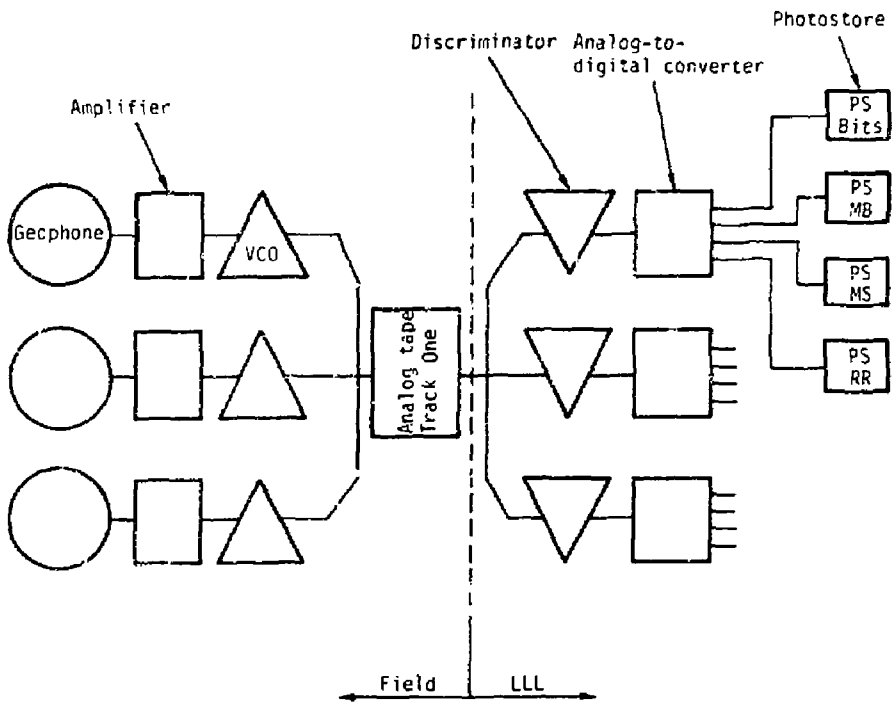 Photostore
Discriminator
Analog-to-
digital converter
Amplifier
PS
Bits
PS
MB
PS
MS
PS
RR
Gecphone
VCO
Analog tape
Track One
Field
LLL